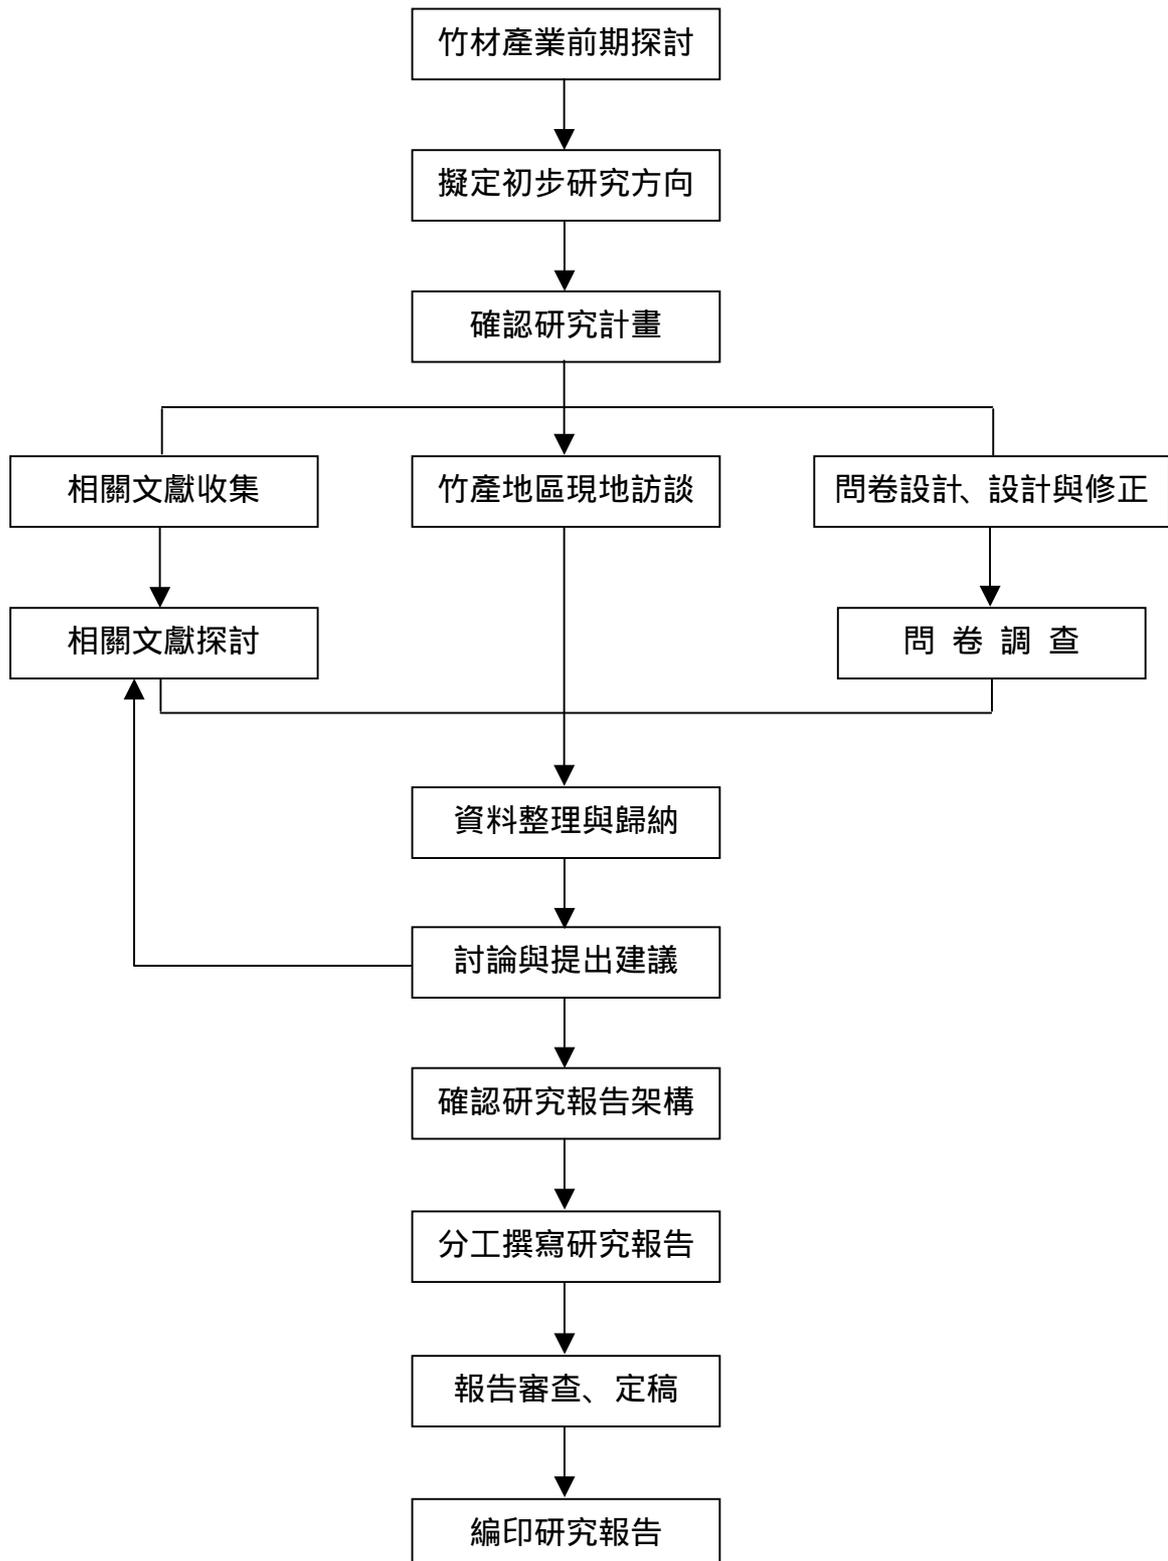 竹材產業前期探討
擬定初步研究方向
確認研究計畫
相關文獻收集
竹產地區現地訪談
問卷設計、設計與修正
相關文獻探討
問 卷 調 查
資料整理與歸納
討論與提出建議
確認研究報告架構
分工撰寫研究報告
報告審查、定稿
編印研究報告